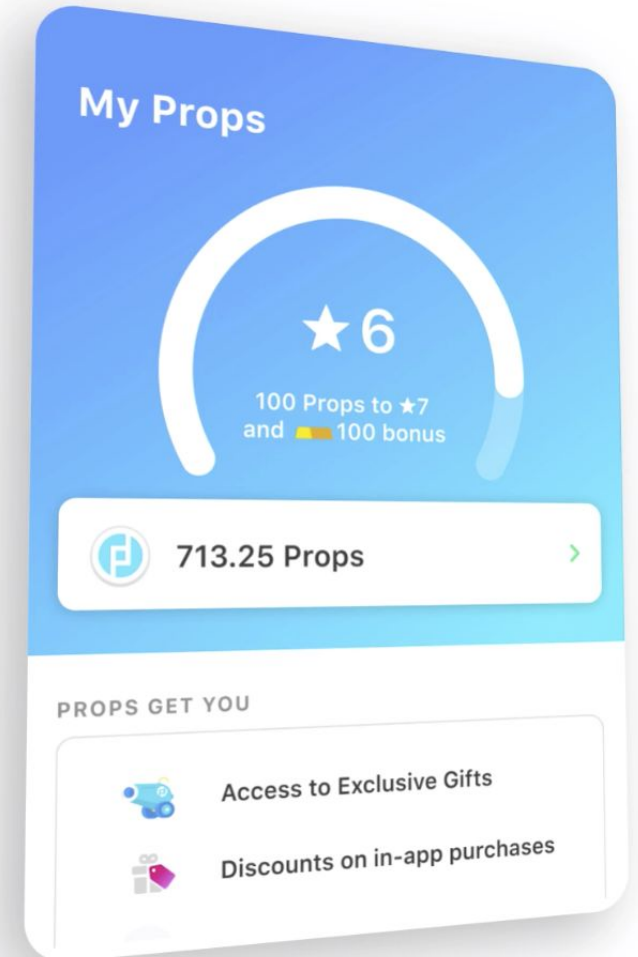 My Props
★6
100 Props to ★7
and 100 bonus
713.25 Props
PROPS GET YOU
Access to Exclusive Gifts
Discounts on in-app purchases